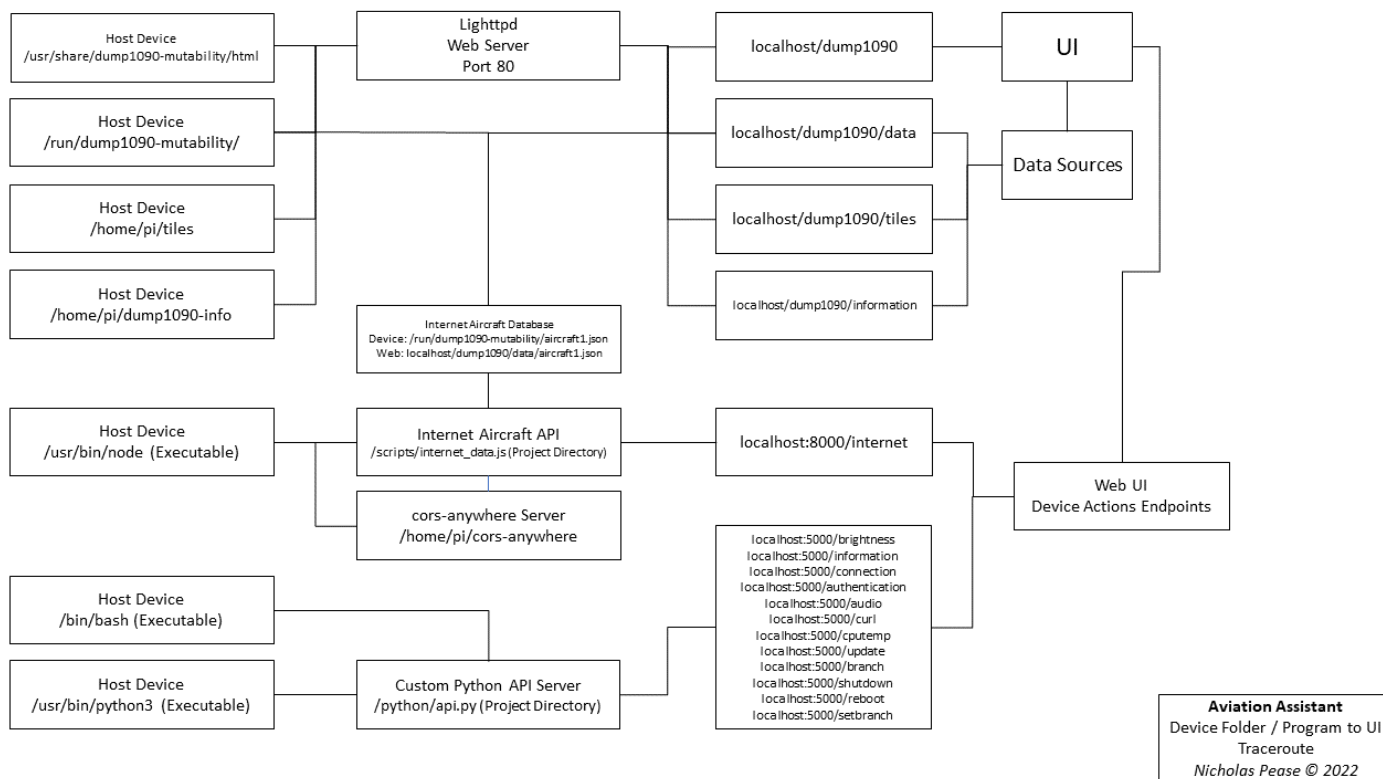 Host Device
/usr/share/dump1090-mutability/html
Lighttpd
Web Server
Port 80
localhost/dump1090
UI
Host Device
/run/dump1090-mutability/
localhost/dump1090/data
Data Sources
Host Device
/home/pi/tiles
localhost/dump1090/tiles
Host Device
/home/pi/dump1090-info
localhost/dump1090/information
Internet Aircraft Database
Device: /run/dump1090-mutability/aircraft1.json
Web: localhost/dump1090/data/aircraft1.json
Host Device
/usr/bin/node (Executable)
Internet Aircraft API
/scripts/internet_data.js (Project Directory)
localhost:8000/internet
Web UI
Device Actions Endpoints
cors-anywhere Server
/home/pi/cors-anywhere
localhost:5000/brightness
localhost:5000/information
localhost:5000/connection
localhost:5000/authentication
localhost:5000/audio
localhost:5000/curl
localhost:5000/cputemp
localhost:5000/update
localhost:5000/branch
localhost:5000/shutdown
localhost:5000/reboot
localhost:5000/setbranch
Host Device
/bin/bash (Executable)
Host Device
/usr/bin/python3 (Executable)
Custom Python API Server
/python/api.py (Project Directory)
Aviation Assistant
Device Folder / Program to UI
Traceroute
Nicholas Pease © 2022